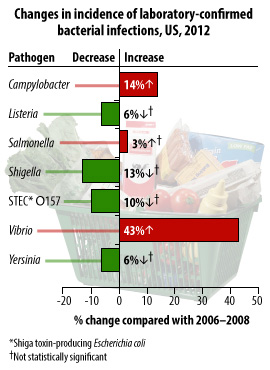 Changes in incidence of laboratory-confirmed
bacterial infections, US, 2012
Pathogen Decrease Increase
Campylobacter 14%↑
Listeria 6%↓†
Salmonella 3%↑†
Shigella 13%↓†
STEC* O157 10%↓†
Vibrio 43%↑
Yersinia 6%↓†
-20 -10 0 10 20 30 40 50
% change compared with 2006–2008
*Shiga toxin-producing Escherichia coli
†Not statistically significant